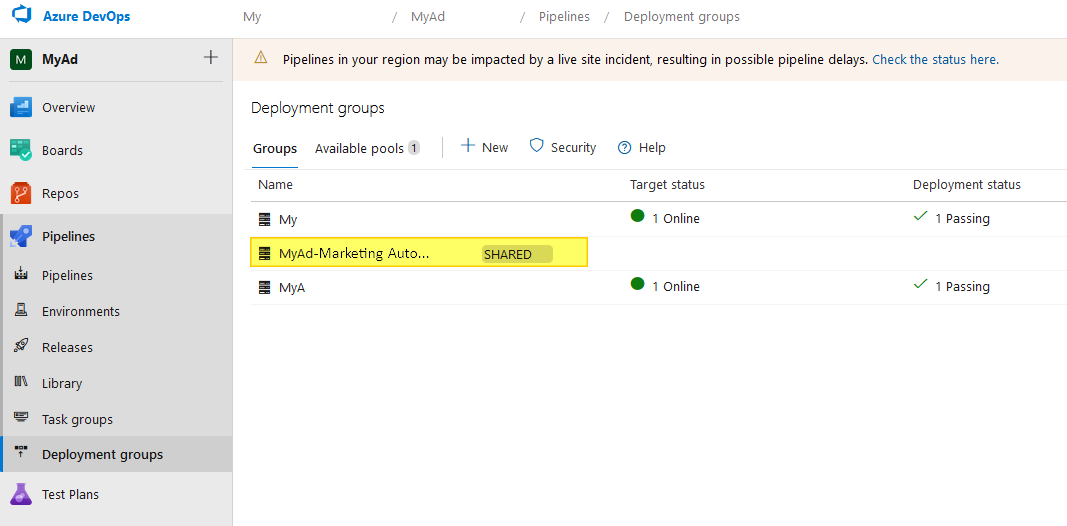 Azure DevOps
My / MyAd / Pipelines / Deployment groups
M MyAd
Pipelines in your region may be impacted by a live site incident, resulting in possible pipeline delays. Check the status here.
Overview
Boards
Repos
Pipelines
Pipelines
Environments
Releases
Library
Task groups
Deployment groups
Test Plans
Deployment groups
Groups Available pools 1 New Security Help
Name Target status Deployment status
My 1 Online 1 Passing
MyAd-Marketing Auto... SHARED
MyA 1 Online 1 Passing